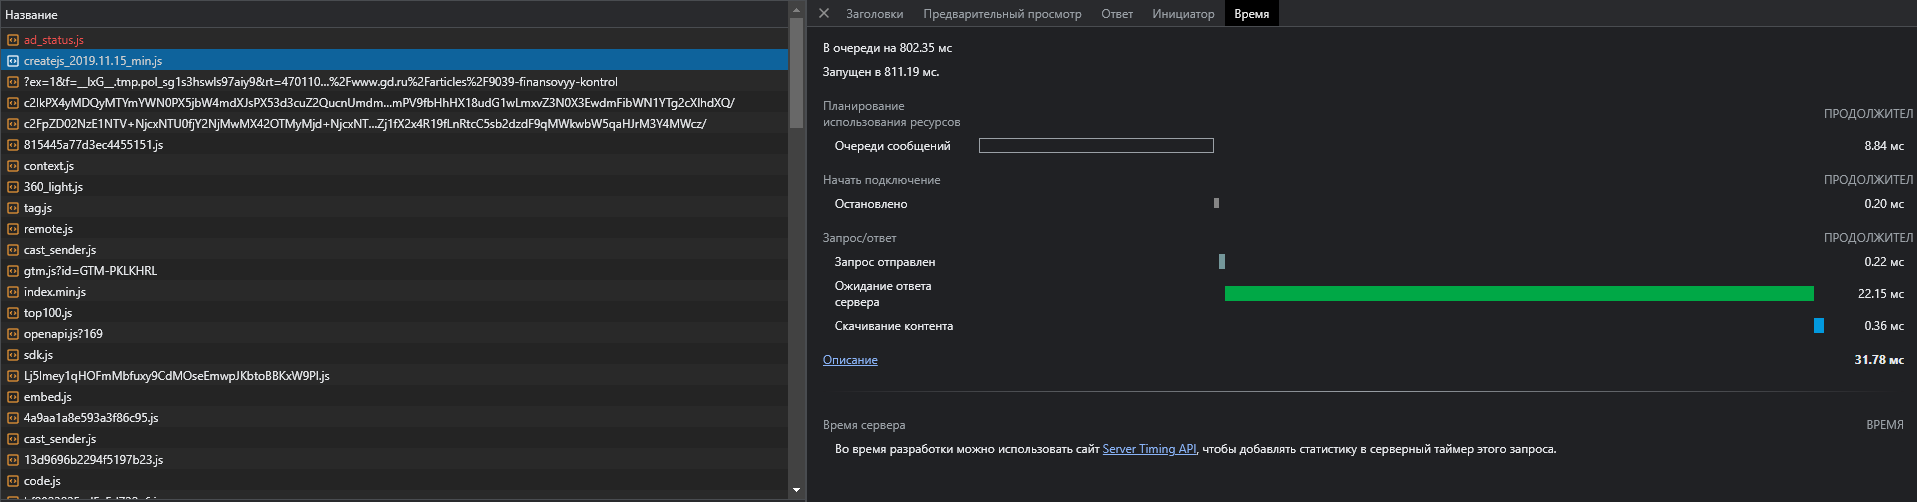 Название
ad_status.js
createjs_2019.11.15_min.js
?ex=1&f=__lxG__.tmp.pol_sg1s3hswls97aiy9&rt=470110...%2Fwww.gd.ru%2Farticles%2F9039-finansovyy-kontrol
c2lkPX4yMDQyMTYmYWN0PX5jbW4mdXJsPX53d3cuZ2QucnUmdm...mPV9fbHhHX18udG1wLmxvZ3N0X3EwdmFibWN1YTg2cXlhdXQ/
c2FpZD02NzE1NTV+NjcxNTU0fjY2NjMwMX42OTMyMjd+NjcxNT...Zj1fX2x4R19fLnRtcC5sb2dzdF9qMWkwbW5qaHJrM3Y4MWcz/
815445a77d3ec4455151.js
context.js
360_light.js
tag.js
remote.js
cast_sender.js
gtm.js?id=GTM-PKLKHRL
index.min.js
top100.js
openapi.js?169
sdk.js
Lj5Imey1qHOFmMbfuxy9CdMOseEmwpJKbtoBBKxW9PI.js
embed.js
4a9aa1a8e593a3f86c95.js
cast_sender.js
13d9696b2294f5197b23.js
code.js
Заголовки Предварительный просмотр Ответ Инициатор Время
В очереди на 802.35 мс
Запущен в 811.19 мс.
Планирование
использования ресурсов ПРОДОЛЖИТЕЛ
Очереди сообщений 8.84 мс
Начать подключение ПРОДОЛЖИТЕЛ
Остановлено 0.20 мс
Запрос/ответ ПРОДОЛЖИТЕЛ
Запрос отправлен 0.22 мс
Ожидание ответа
сервера 22.15 мс
Скачивание контента 0.36 мс
Описание 31.78 мс
Время сервера ВРЕМЯ
Во время разработки можно использовать сайт Server Timing API, чтобы добавлять статистику в серверный таймер этого запроса.